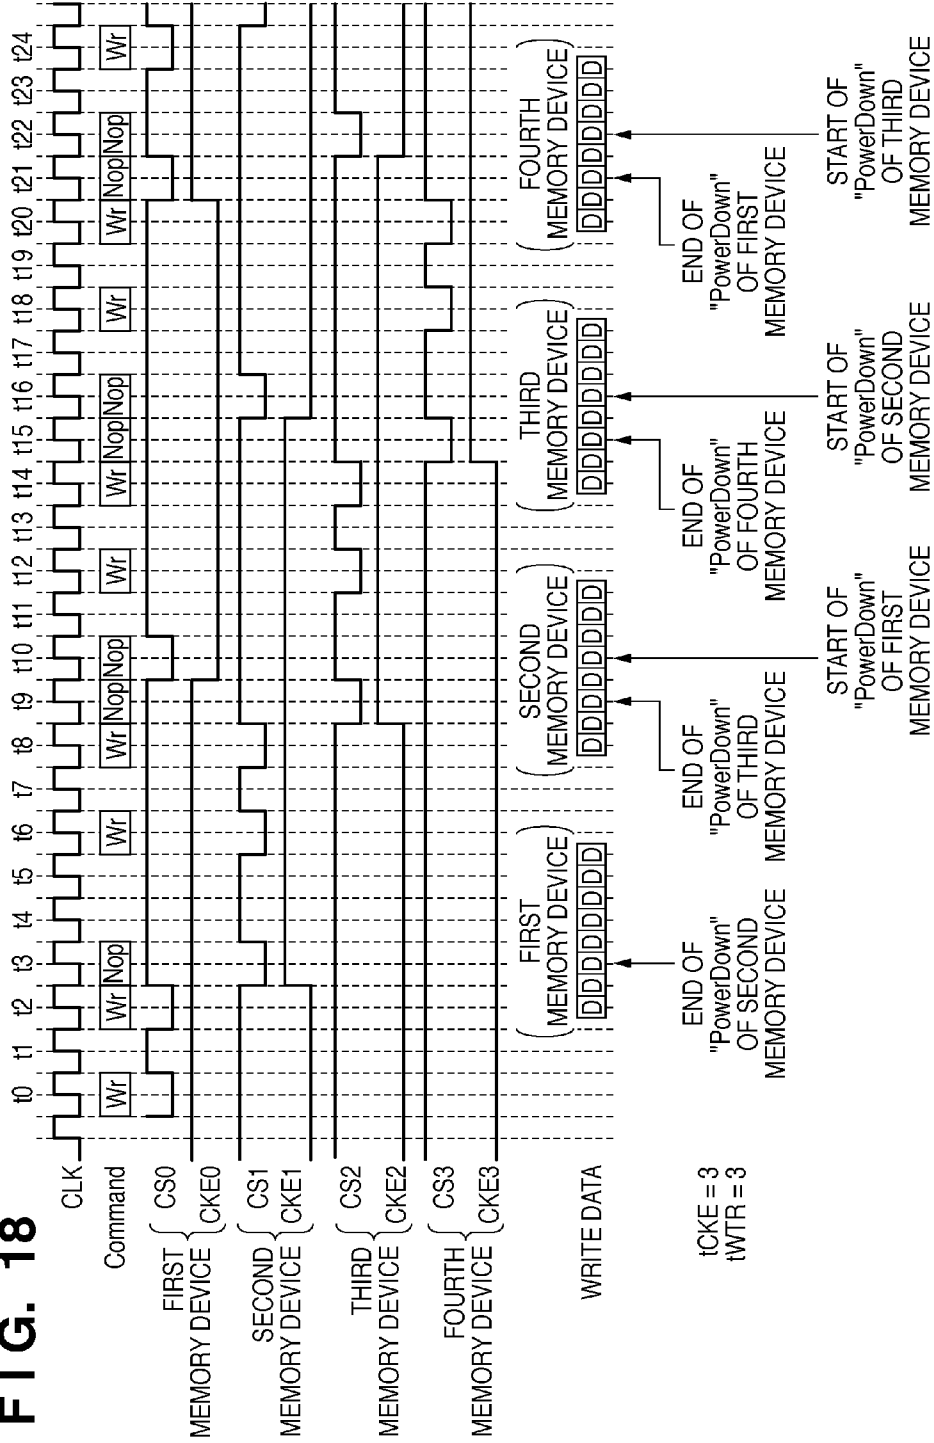 FIG. 18
t0 t1 t2 t3 t4 t5 t6 t7 t8 t9 t10 t11 t12 t13 t14 t15 t16 t17 t18 t19 t20 t21 t22 t23 t24
CLK
Command Wr Wr Nop Wr Wr Nop Nop Wr Wr Nop Nop Wr Wr Nop Nop Wr
FIRST
MEMORY DEVICE
CS0
CKE0
SECOND
MEMORY DEVICE
CS1
CKE1
THIRD
MEMORY DEVICE
CS2
CKE2
FOURTH
MEMORY DEVICE
CS3
CKE3
FIRST
(MEMORY DEVICE)
SECOND
(MEMORY DEVICE)
THIRD
(MEMORY DEVICE)
FOURTH
(MEMORY DEVICE)
WRITE DATA DDDDDDDD DDDDDDDD DDDDDDDD DDDDDDDD
tCKE = 3
tWTR = 3
END OF
"PowerDown"
OF SECOND
MEMORY DEVICE
END OF
"PowerDown"
OF THIRD
MEMORY DEVICE
END OF
"PowerDown"
OF FOURTH
MEMORY DEVICE
END OF
"PowerDown"
OF FIRST
MEMORY DEVICE
START OF
"PowerDown"
OF FIRST
MEMORY DEVICE
START OF
"PowerDown"
OF SECOND
MEMORY DEVICE
START OF
"PowerDown"
OF THIRD
MEMORY DEVICE